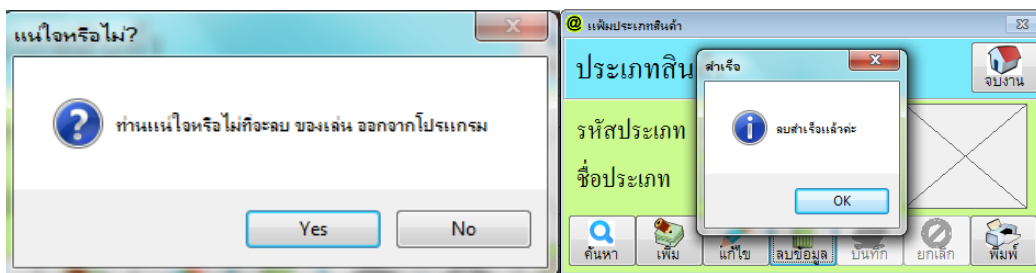 แน่ใจหรือไม่?
ท่านแน่ใจหรือไม่ที่จะลบ ของเล่น ออกจากโปรแกรม
Yes
No
แฟ้มประเภทสินค้า
ประเภทสิน
จบงาน
สำเร็จ
ลบสำเร็จแล้วค่ะ
OK
รหัสประเภท
ชื่อประเภท
ค้นหา
เพิ่ม
แก้ไข
ลบข้อมูล
บันทึก
ยกเลิก
พิมพ์